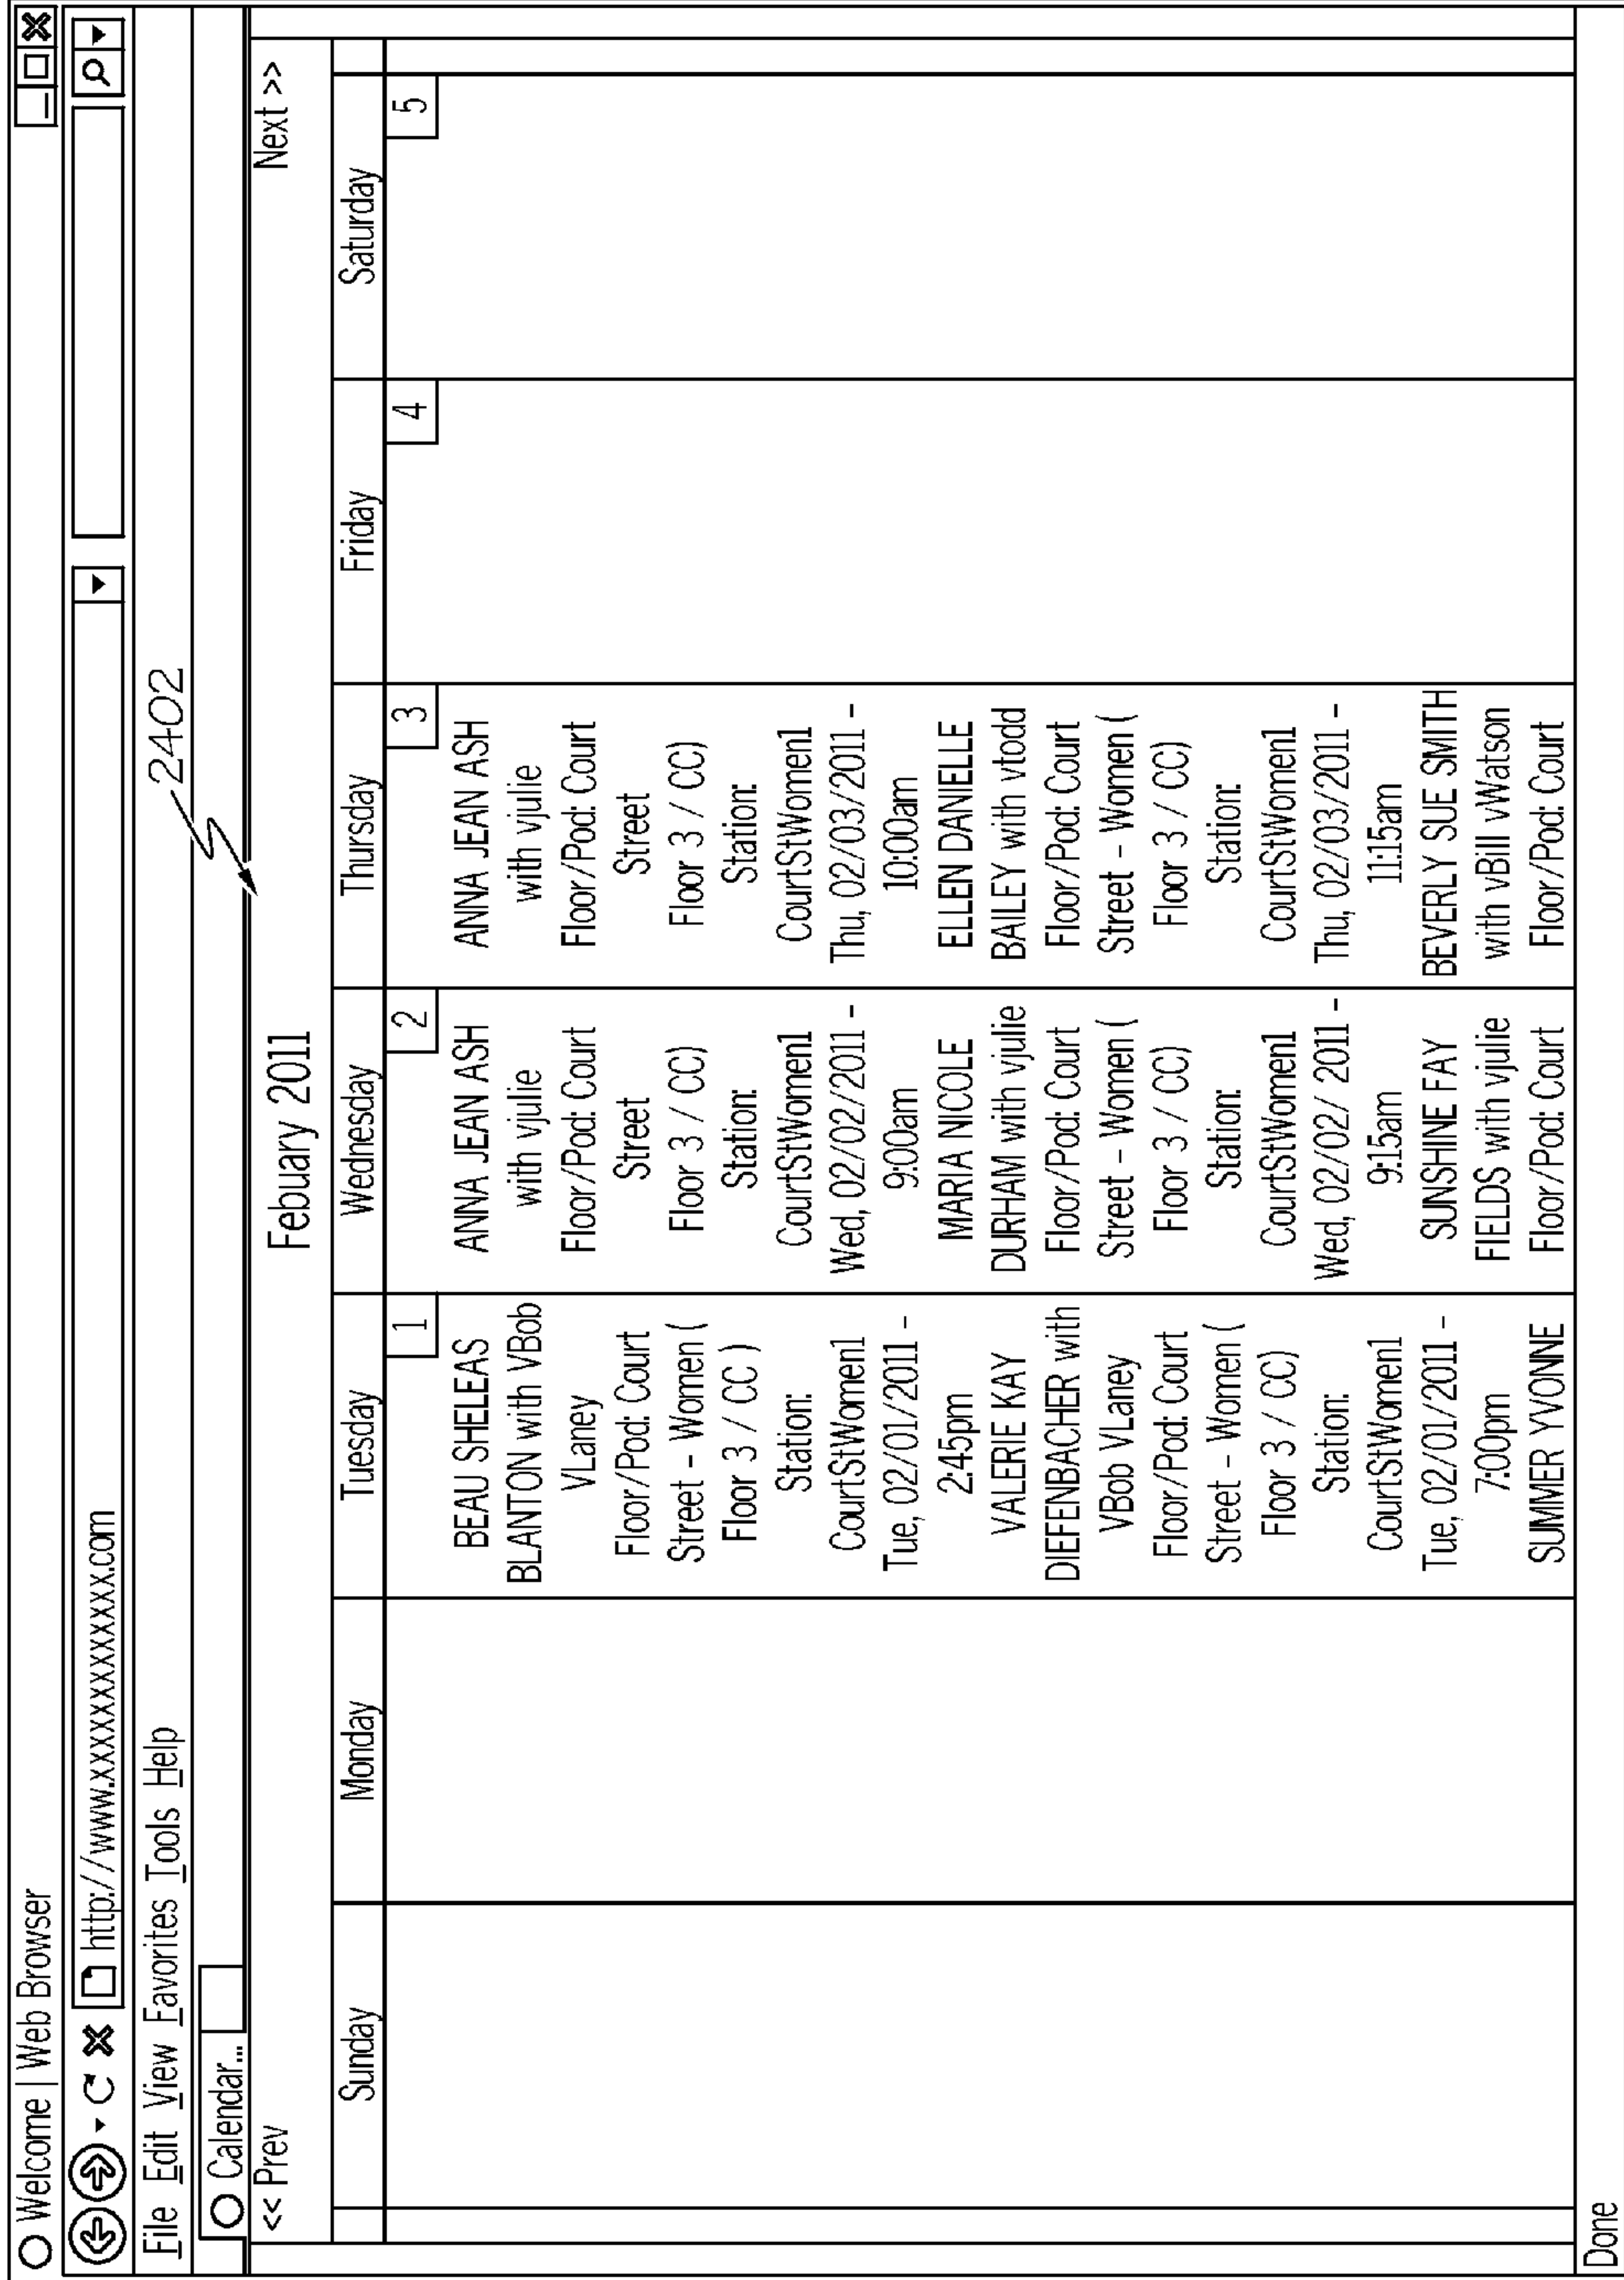 Welcome | Web Browser
http://www.xxxxxxxxxxxxx.com
File Edit View Favorites Tools Help
2402
Calendar...
<< Prev
Next >>
Febuary 2011
Sunday
Monday
Tuesday
Wednesday
Thursday
Friday
Saturday
1
BEAU SHELEAS
BLANTON with VBob
VLaney
Floor/Pod: Court
Street - Women (
Floor 3 / CC )
Station:
CourtStWomen1
Tue, 02/01/2011 -
2:45pm
VALERIE KAY
DIEFENBACHER with
VBob VLaney
Floor/Pod: Court
Street - Women (
Floor 3 / CC)
Station:
CourtStWomen1
Tue, 02/01/2011 -
7:00pm
SUMMER YVONNE
2
ANNA JEAN ASH
with vjulie
Floor/Pod: Court
Street
Floor 3 / CC)
Station:
CourtStWomen1
Wed, 02/02/2011 -
9:00am
MARIA NICOLE
DURHAM with vjulie
Floor/Pod: Court
Street - Women (
Floor 3 / CC)
Station:
CourtStWomen1
Wed, 02/02/ 2011 -
9:15am
SUNSHINE FAY
FIELDS with vjulie
Floor/Pod: Court
3
ANNA JEAN ASH
with vjulie
Floor/Pod: Court
Street
Floor 3 / CC)
Station:
CourtStWomen1
Thu, 02/03/2011 -
10:00am
ELLEN DANIELLE
BAILEY with vtodd
Floor/Pod: Court
Street - Women (
Floor 3 / CC)
Station:
CourtStWomen1
Thu, 02/03/2011 -
11:15am
BEVERLY SUE SMITH
with vBill vWatson
Floor/Pod: Court
4
5
Done